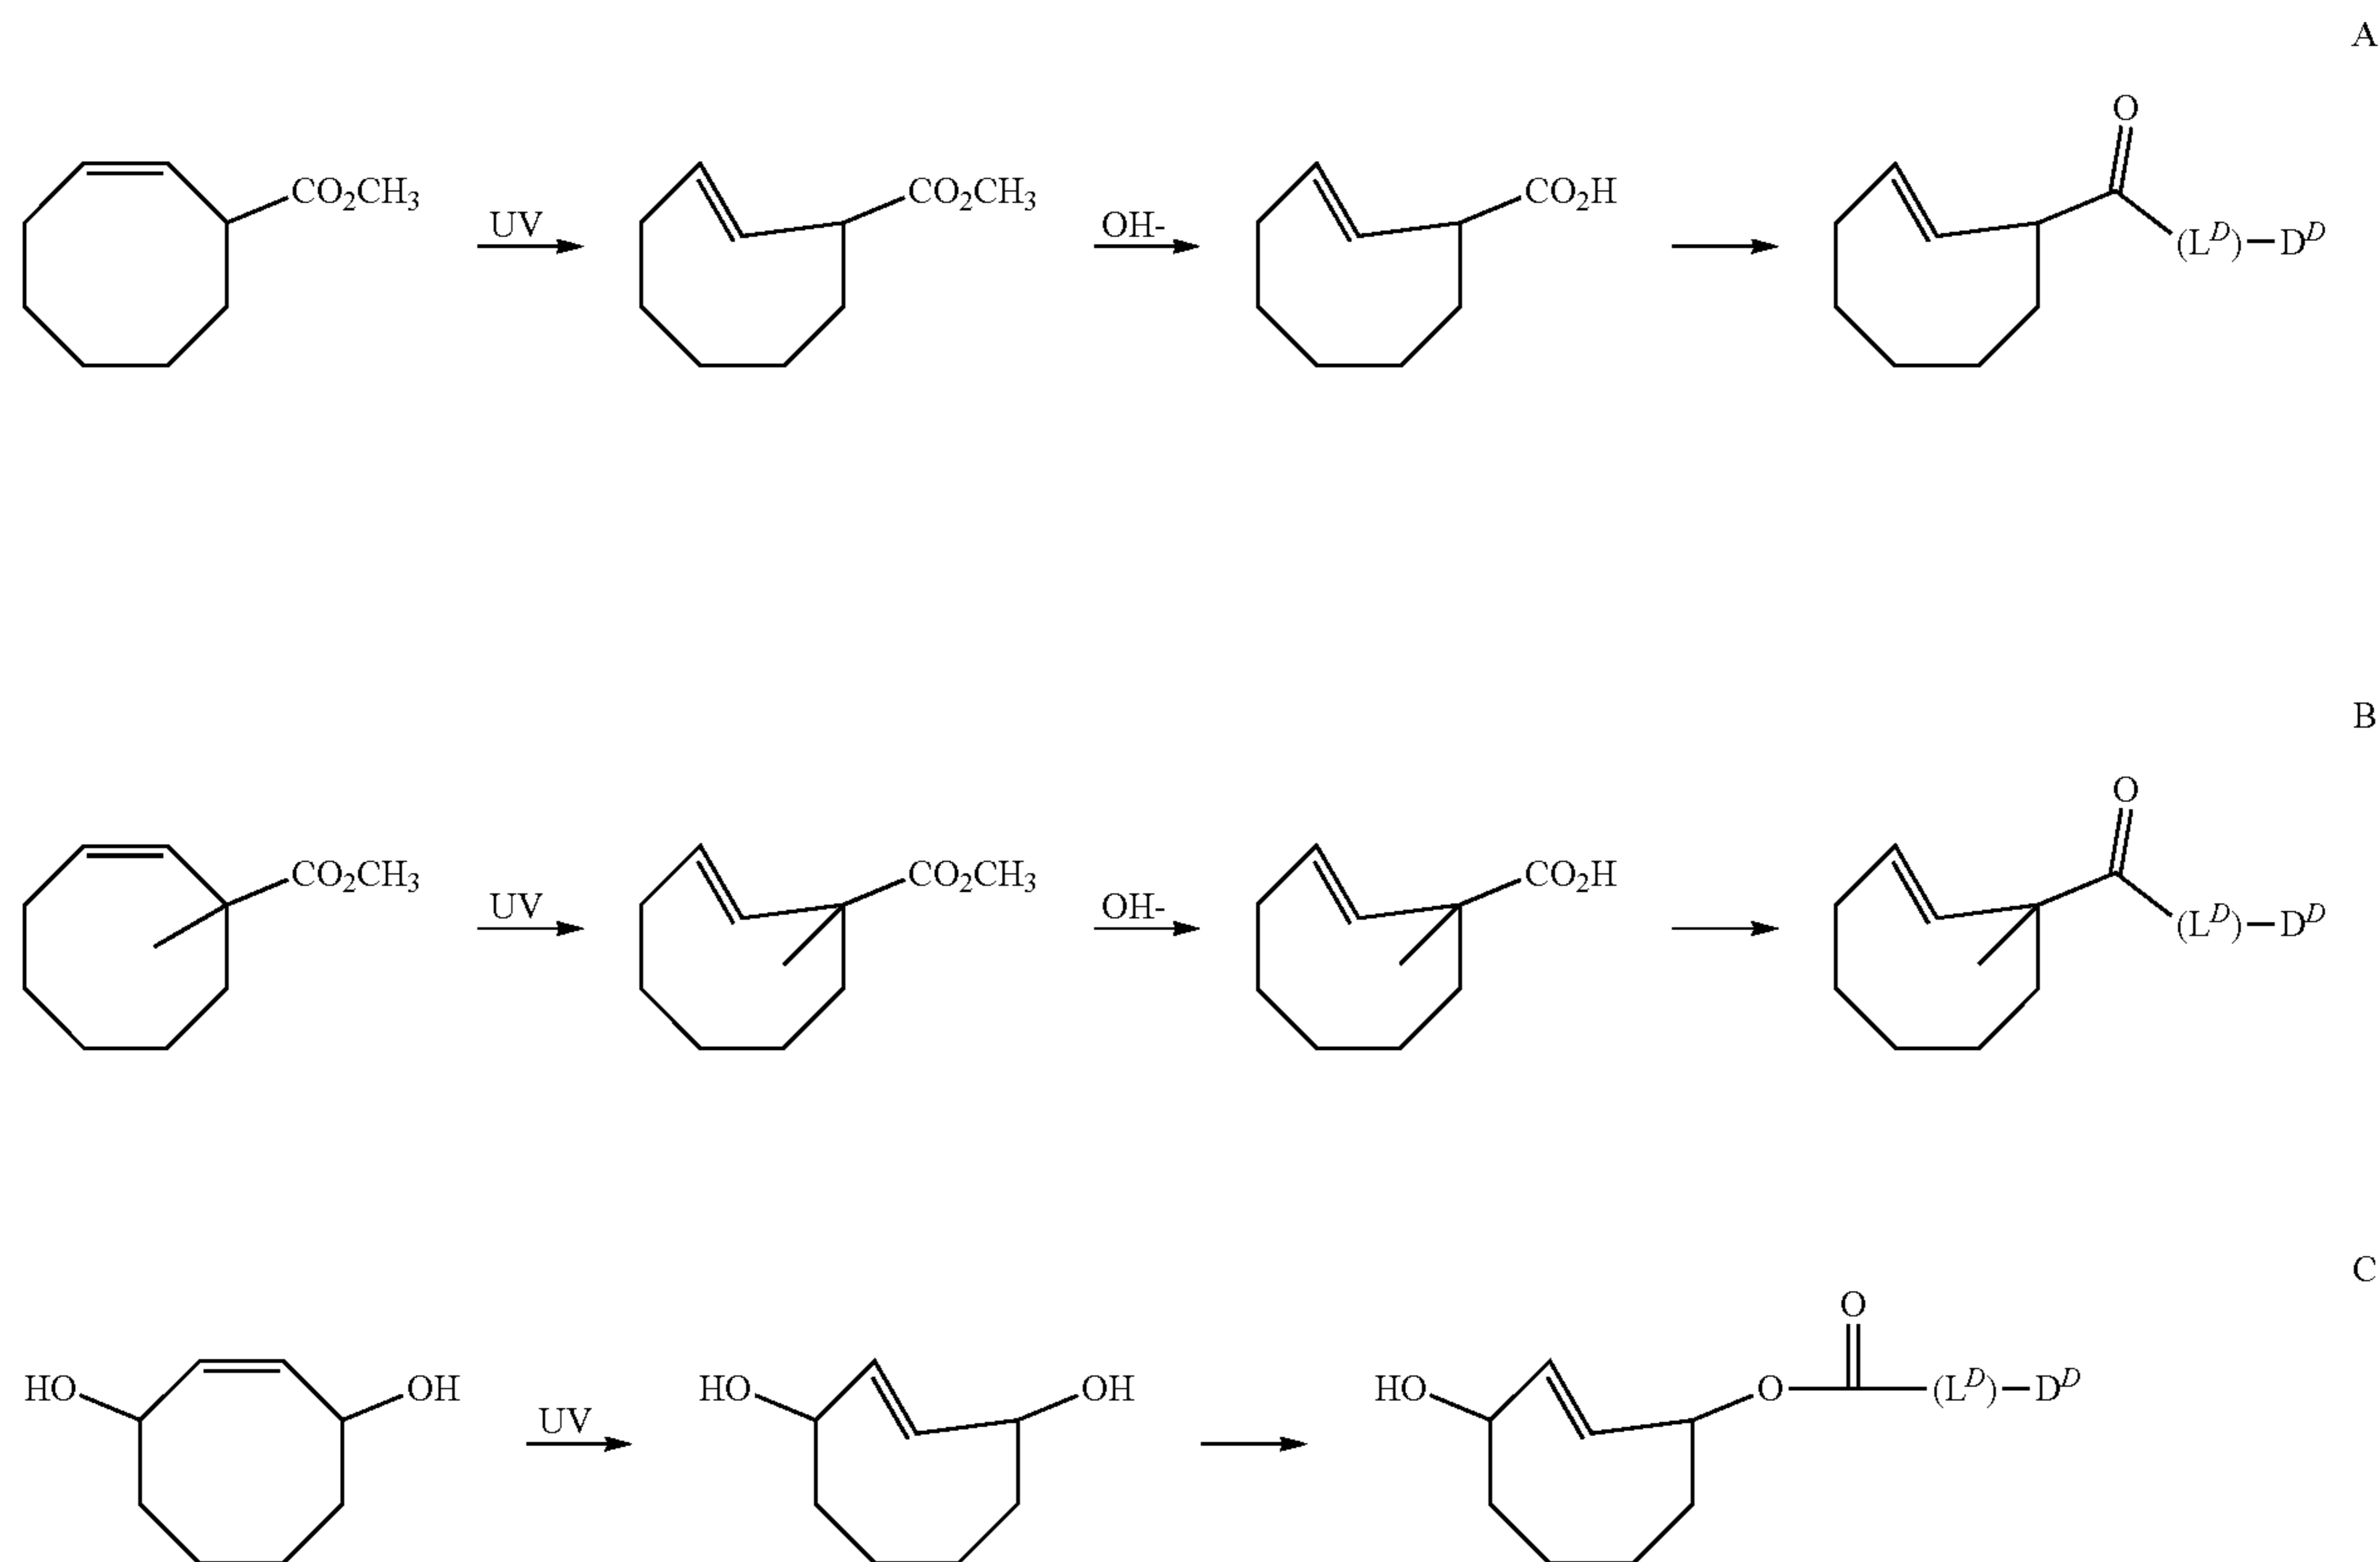 A
O
CO₂CH₃ UV CO₂CH₃ OH- CO₂H (Lᴰ)—Dᴰ
B
O
CO₂CH₃ UV CO₂CH₃ OH- CO₂H (Lᴰ)—Dᴰ
C
O
HO OH UV HO OH HO O (Lᴰ)—Dᴰ